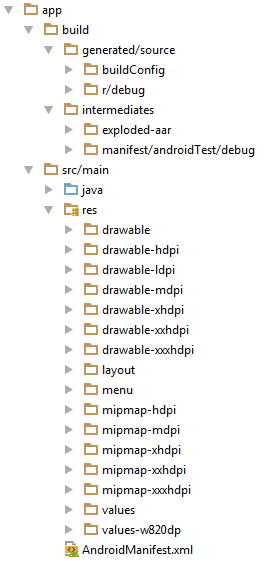 app
build
generated/source
buildConfig
r/debug
intermediates
exploded-aar
manifest/androidTest/debug
src/main
java
res
drawable
drawable-hdpi
drawable-ldpi
drawable-mdpi
drawable-xhdpi
drawable-xxhdpi
drawable-xxxhdpi
layout
menu
mipmap-hdpi
mipmap-mdpi
mipmap-xhdpi
mipmap-xxhdpi
mipmap-xxxhdpi
values
values-w820dp
AndroidManifest.xml